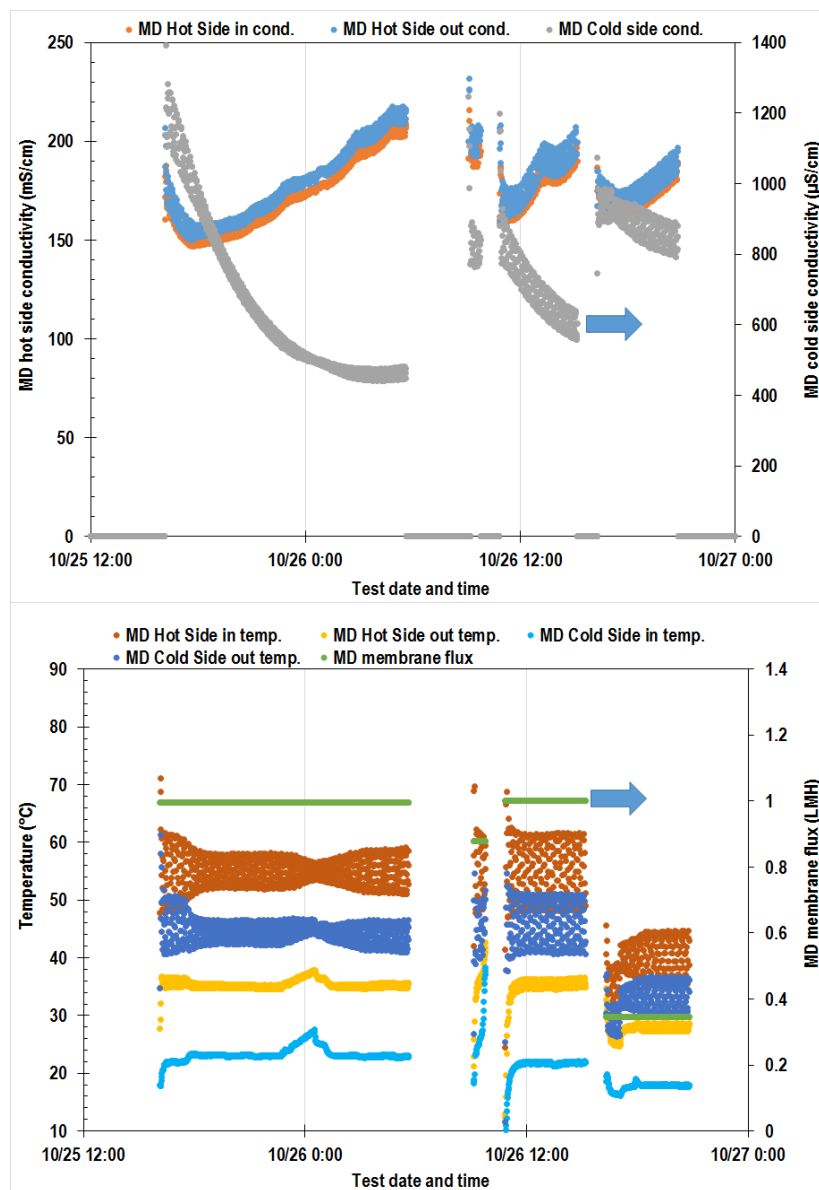 MD Hot Side in cond. MD Hot Side out cond. MD Cold side cond.
250 1400
1200
200
1000
150
800
600
100
400
50
200
0 0
10/25 12:00 10/26 0:00 10/26 12:00 10/27 0:00
Test date and time
MD hot side conductivity (mS/cm)
MD cold side conductivity (µS/cm)
MD Hot Side in temp. MD Hot Side out temp. MD Cold Side in temp.
MD Cold Side out temp. MD membrane flux
90 1.4
80
1.2
70
1
60
0.8
50
0.6
40
0.4
30
0.2
20
10 0
10/25 12:00 10/26 0:00 10/26 12:00 10/27 0:00
Test date and time
Temperature (°C)
MD membrane flux (LMH)